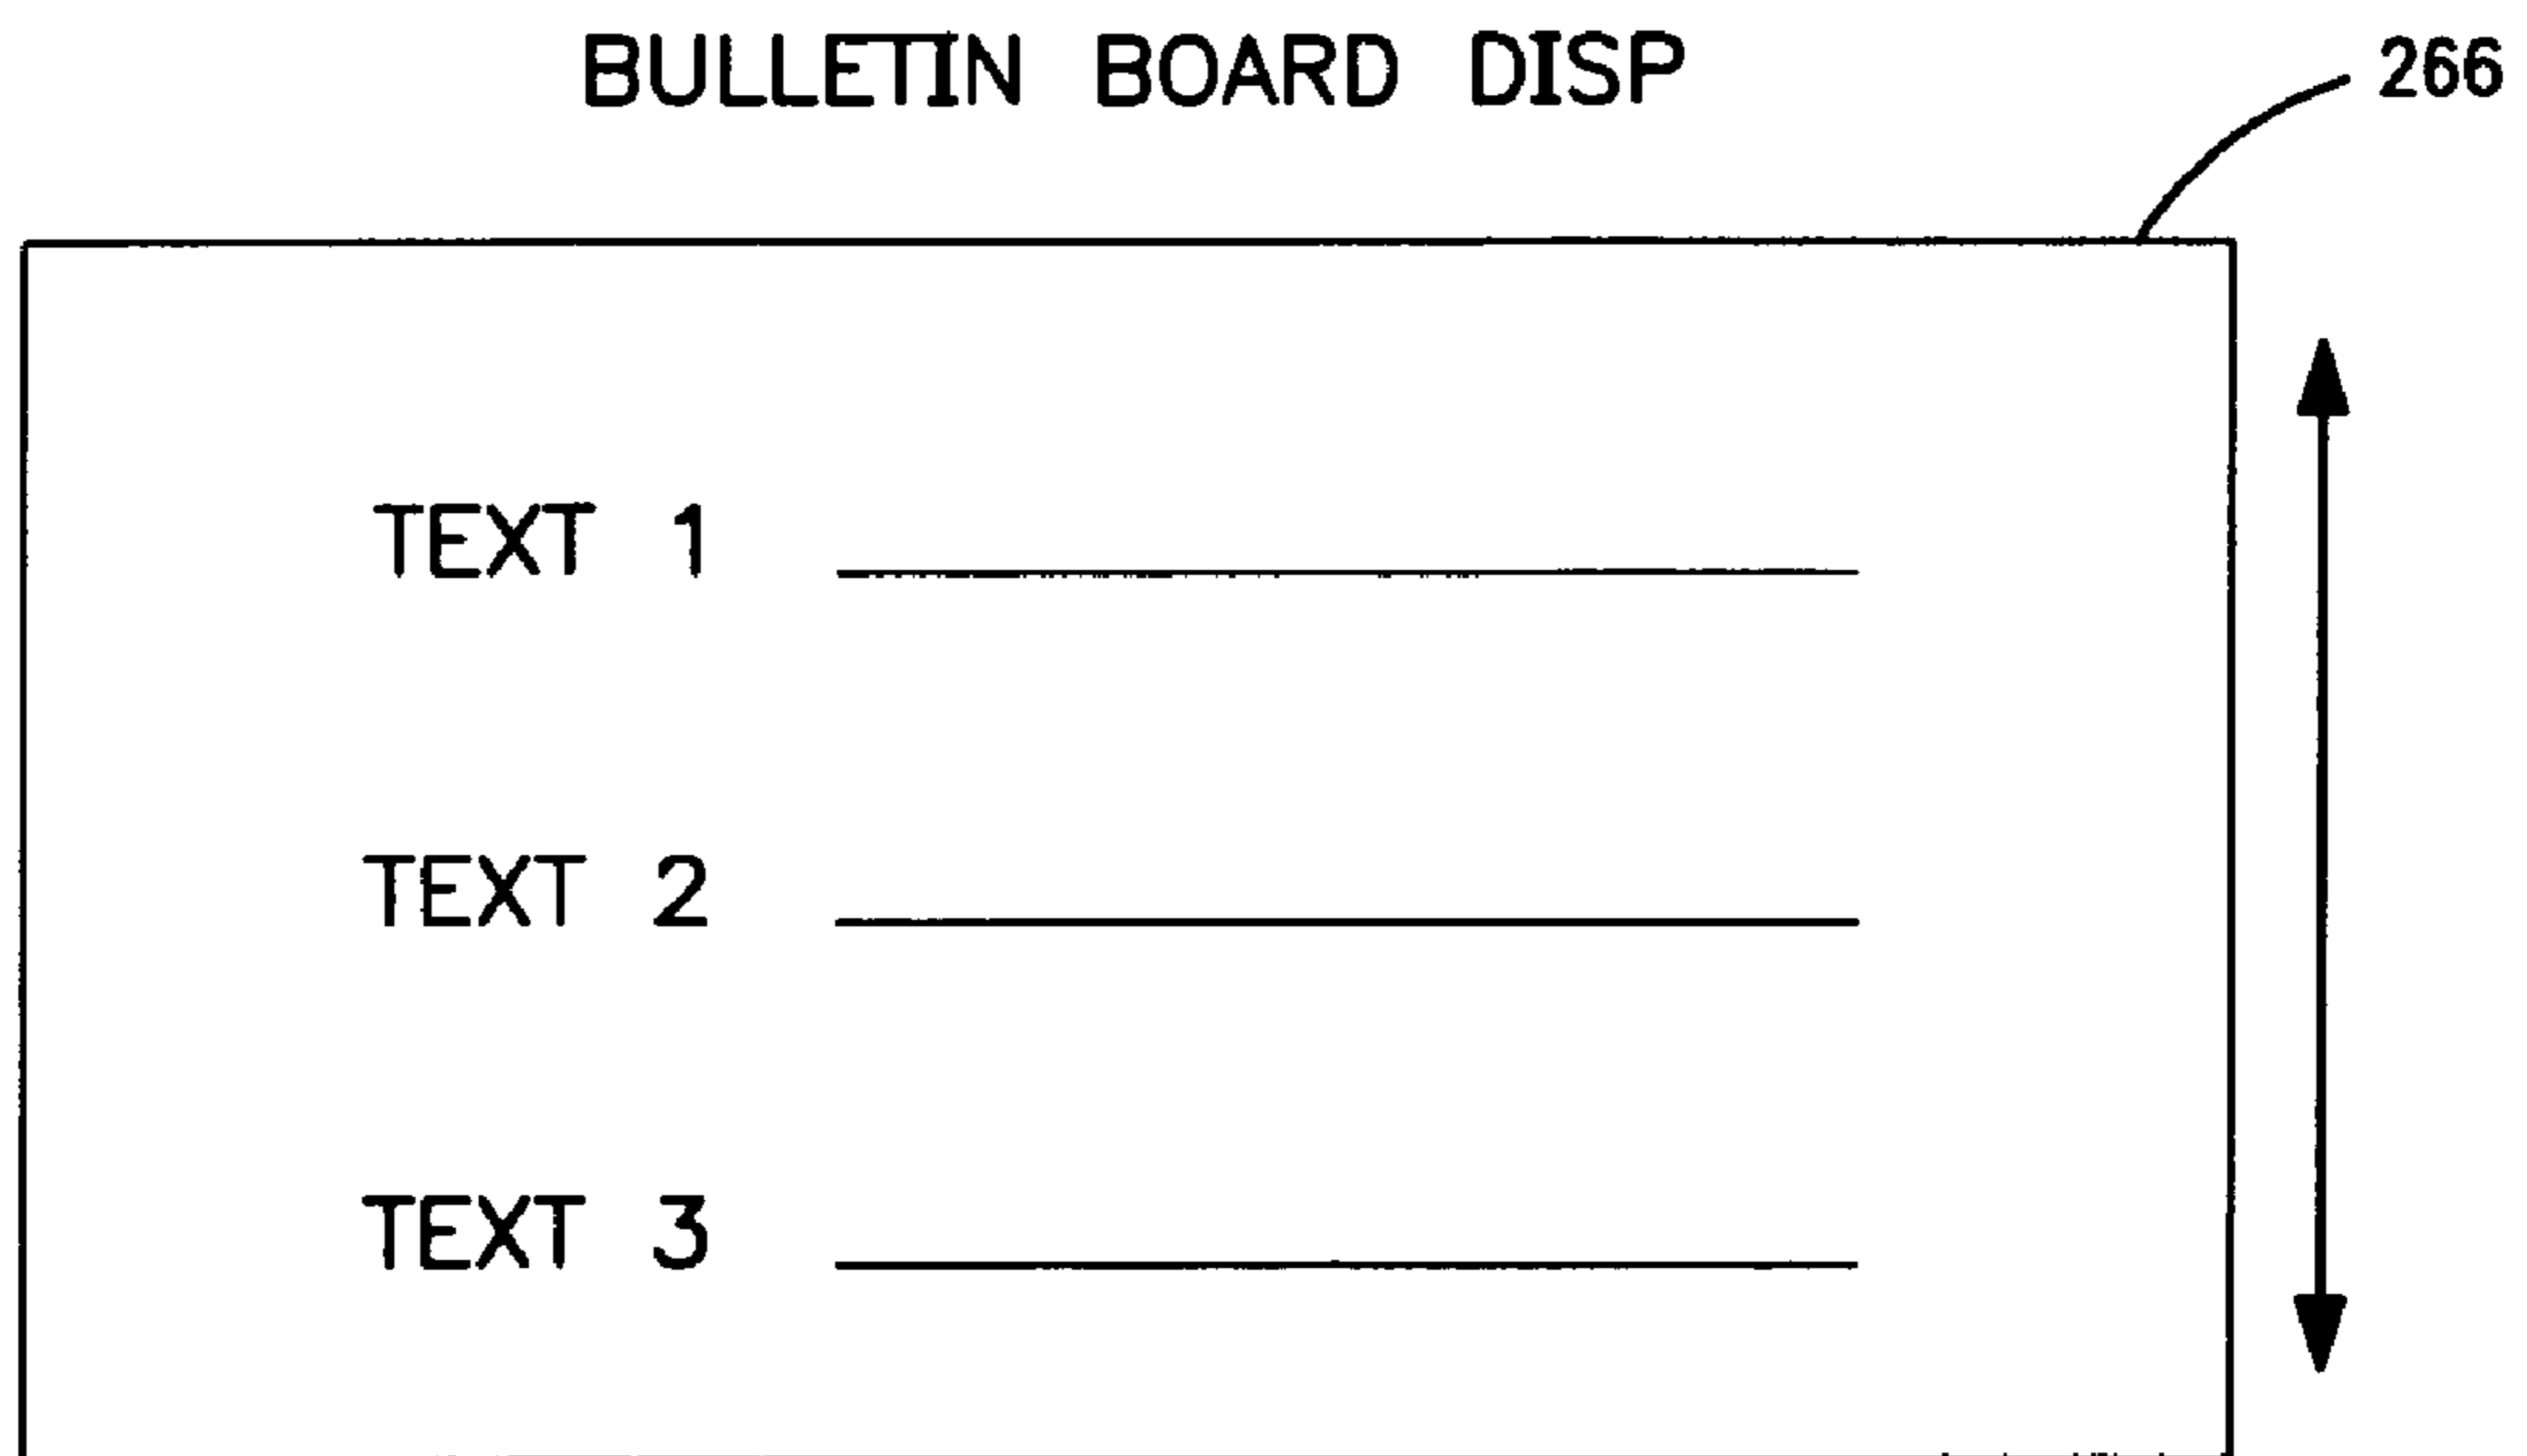 BULLETIN BOARD DISP
266
TEXT 1
TEXT 2
TEXT 3